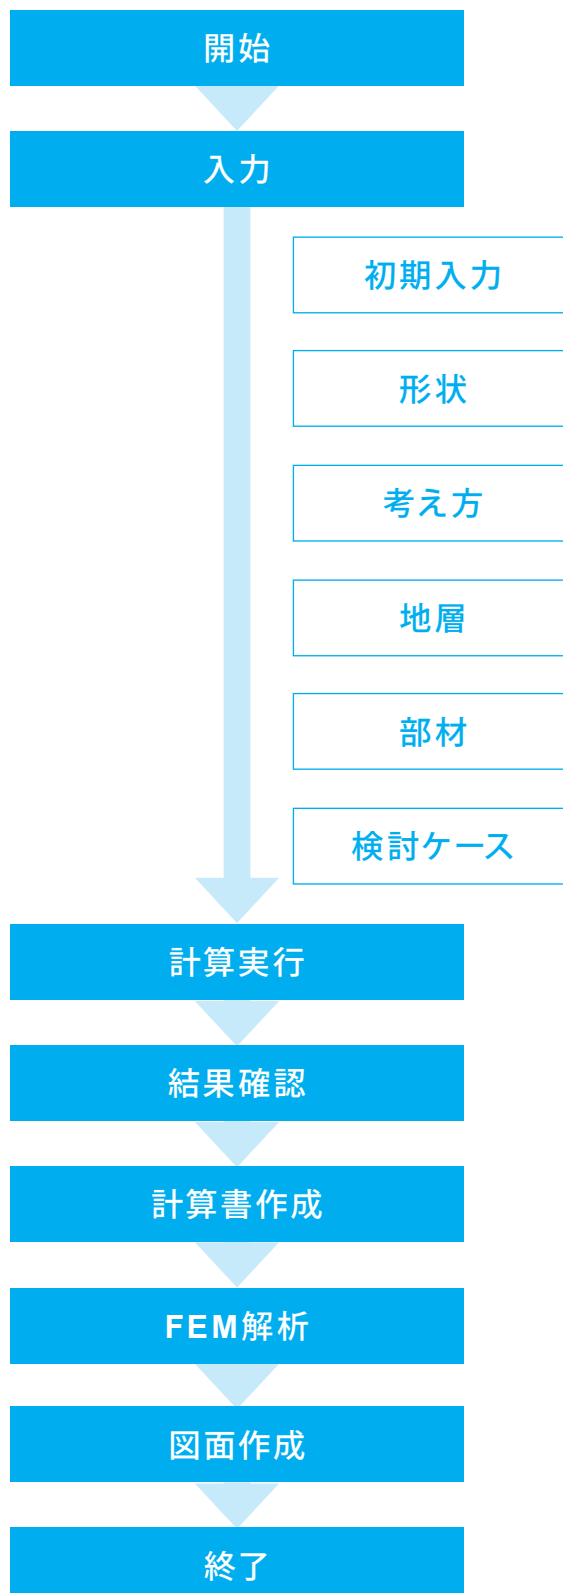 開始
入力
初期入力
形状
考え方
地層
部材
検討ケース
計算実行
結果確認
計算書作成
FEM解析
図面作成
終了